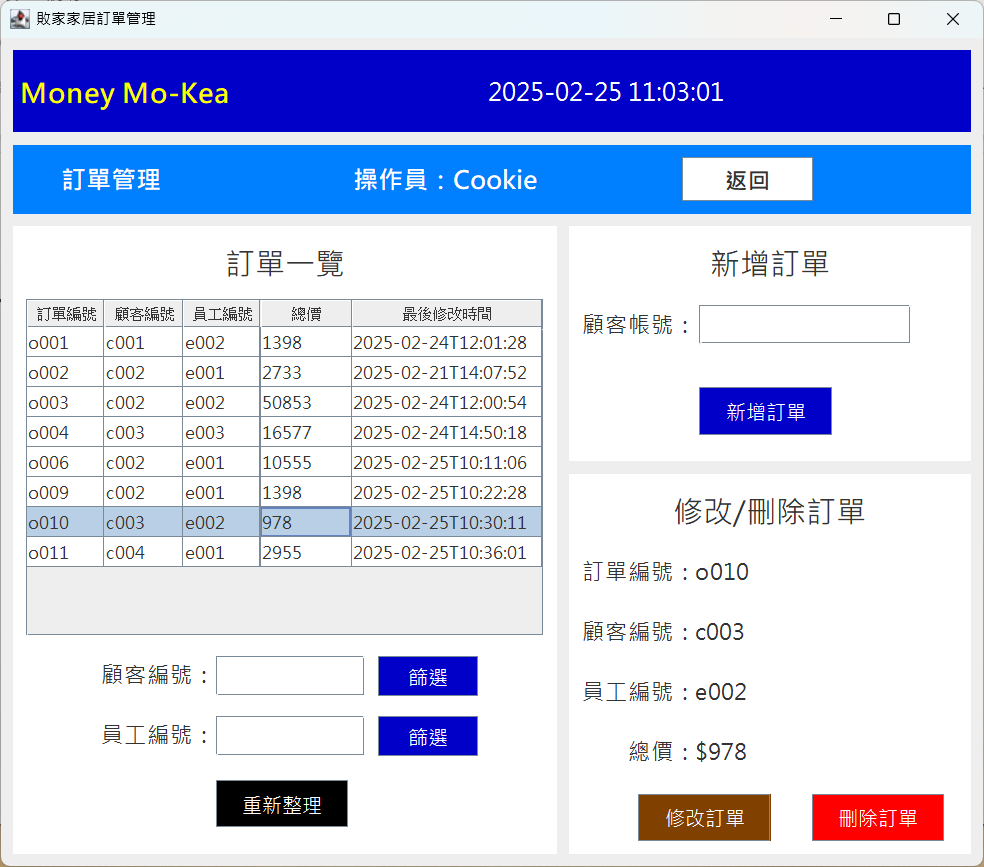 敗家家居訂單管理
Money Mo-Kea 2025-02-25 11:03:01
訂單管理 操作員：Cookie 返回
訂單一覽
訂單編號 顧客編號 員工編號 總價 最後修改時間
o001 c001 e002 1398 2025-02-24T12:01:28
o002 c002 e001 2733 2025-02-21T14:07:52
o003 c002 e002 50853 2025-02-24T12:00:54
o004 c003 e003 16577 2025-02-24T14:50:18
o006 c002 e001 10555 2025-02-25T10:11:06
o009 c002 e001 1398 2025-02-25T10:22:28
o010 c003 e002 978 2025-02-25T10:30:11
o011 c004 e001 2955 2025-02-25T10:36:01
顧客編號： 篩選
員工編號： 篩選
重新整理
新增訂單
顧客帳號：
新增訂單
修改/刪除訂單
訂單編號：o010
顧客編號：c003
員工編號：e002
總價：$978
修改訂單 刪除訂單